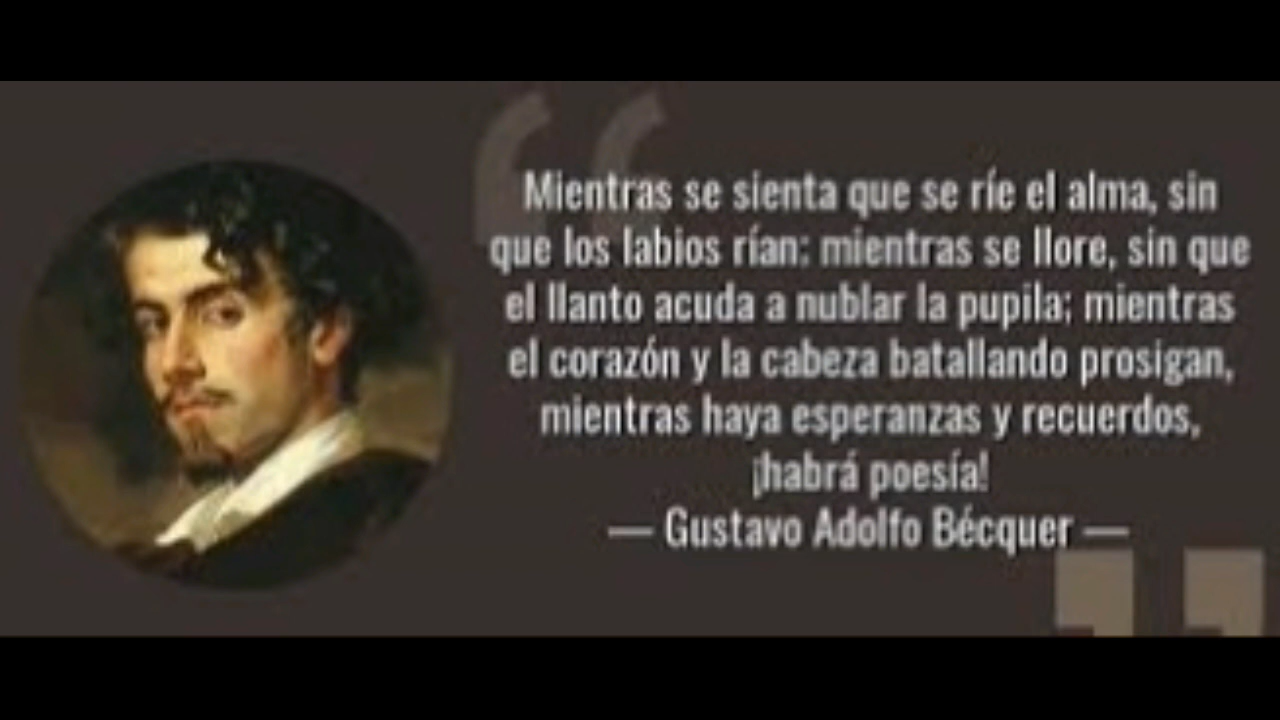 Mientras se sienta que se ríe el alma, sin
que los labios rían; mientras se llore, sin que
el llanto acuda a nublar la pupila; mientras
el corazón y la cabeza batallando prosigan,
mientras haya esperanzas y recuerdos,
¡habrá poesía!
— Gustavo Adolfo Bécquer —